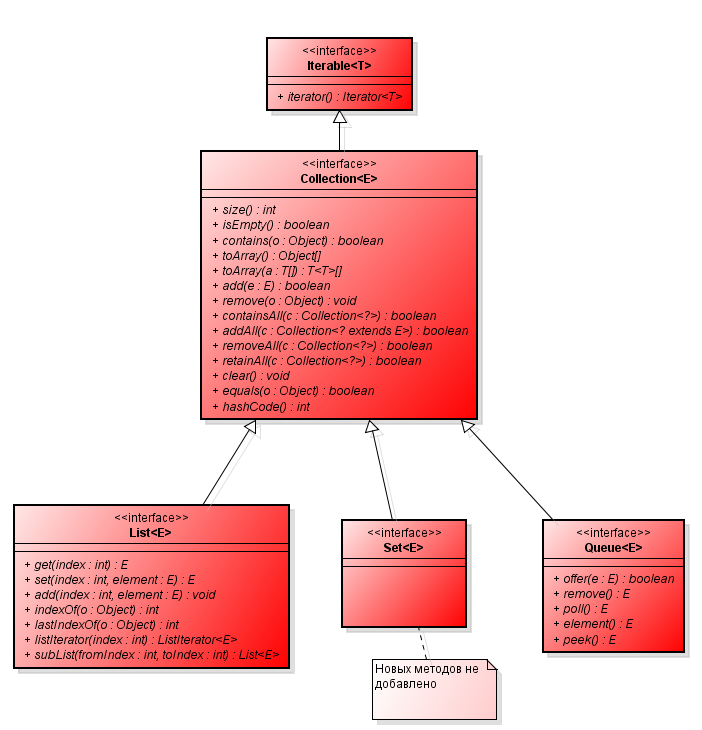 <<interface>>
Iterable<T>
+ iterator() : Iterator<T>
<<interface>>
Collection<E>
+ size() : int
+ isEmpty() : boolean
+ contains(o : Object) : boolean
+ toArray() : Object[]
+ toArray(a : T[]) : T<T>[]
+ add(e : E) : boolean
+ remove(o : Object) : void
+ containsAll(c : Collection<?>) : boolean
+ addAll(c : Collection<? extends E>) : boolean
+ removeAll(c : Collection<?>) : boolean
+ retainAll(c : Collection<?>) : boolean
+ clear() : void
+ equals(o : Object) : boolean
+ hashCode() : int
<<interface>>
List<E>
+ get(index : int) : E
+ set(index : int, element : E) : E
+ add(index : int, element : E) : void
+ indexOf(o : Object) : int
+ lastIndexOf(o : Object) : int
+ listIterator(index : int) : ListIterator<E>
+ subList(fromIndex : int, toIndex : int) : List<E>
<<interface>>
Set<E>
<<interface>>
Queue<E>
+ offer(e : E) : boolean
+ remove() : E
+ poll() : E
+ element() : E
+ peek() : E
Новых методов не
добавлено